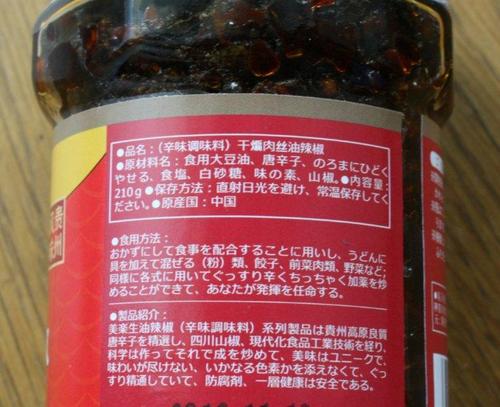 ●品名：（辛味调味料）干煸肉丝油辣椒
●原材料名：食用大豆油、唐辛子、のろまにひどく
やせる、食塩、白砂糖、味の素、山椒。●内容量：
210g●保存方法：直射日光を避け、常温保存してく
ださい。●原産国：中国
●食用方法：
おかずにして食事を配合することに用いし、うどんに
具を加えて混ぜる（粉）類、餃子、前菜肉類、野菜など；
同様に各式に用いてぐっすり辛くちっちゃく加薬を炒
めることができて、あなたが発揮を任命する。
●製品紹介：
美楽生油辣椒（辛味調味料）系列製品は貴州高原良質
唐辛子を精選し、四川山椒、現代化食品工業技術を経り、
科学は作ってそれで成を炒めて、美味はユニークで
味わいが尽けない、いかなる色素かを添えなくて、ぐっ
すり精通していて、防腐剤、一層健康は安全である。